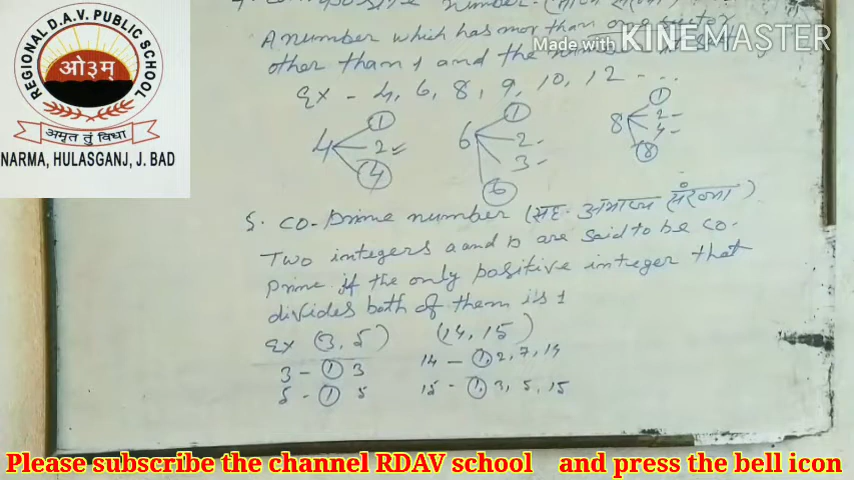 number - (
A number which has mor than one factor
other than 1 and the
Made with KINEMASTER
Ex - 4, 6, 8, 9, 10, 12 - ...
4 1 2 4
6 1 2 3 6
8 1 2 4 8
5. CO-prime number (सह-अभाज्य संख्या)
Two integers a and b are said to be co-
prime if the only positive integer that
divides both of them is 1
Ex (3, 5) (14, 15)
3 - 1 3 14 - 1, 2, 7, 14
5 - 1 5 15 - 1, 3, 5, 15
REGIONAL D.A.V. PUBLIC SCHOOL
ओ३म्
अमृत तुं विधा
NARMA, HULASGANJ, J. BAD
Please subscribe the channel RDAV school and press the bell icon